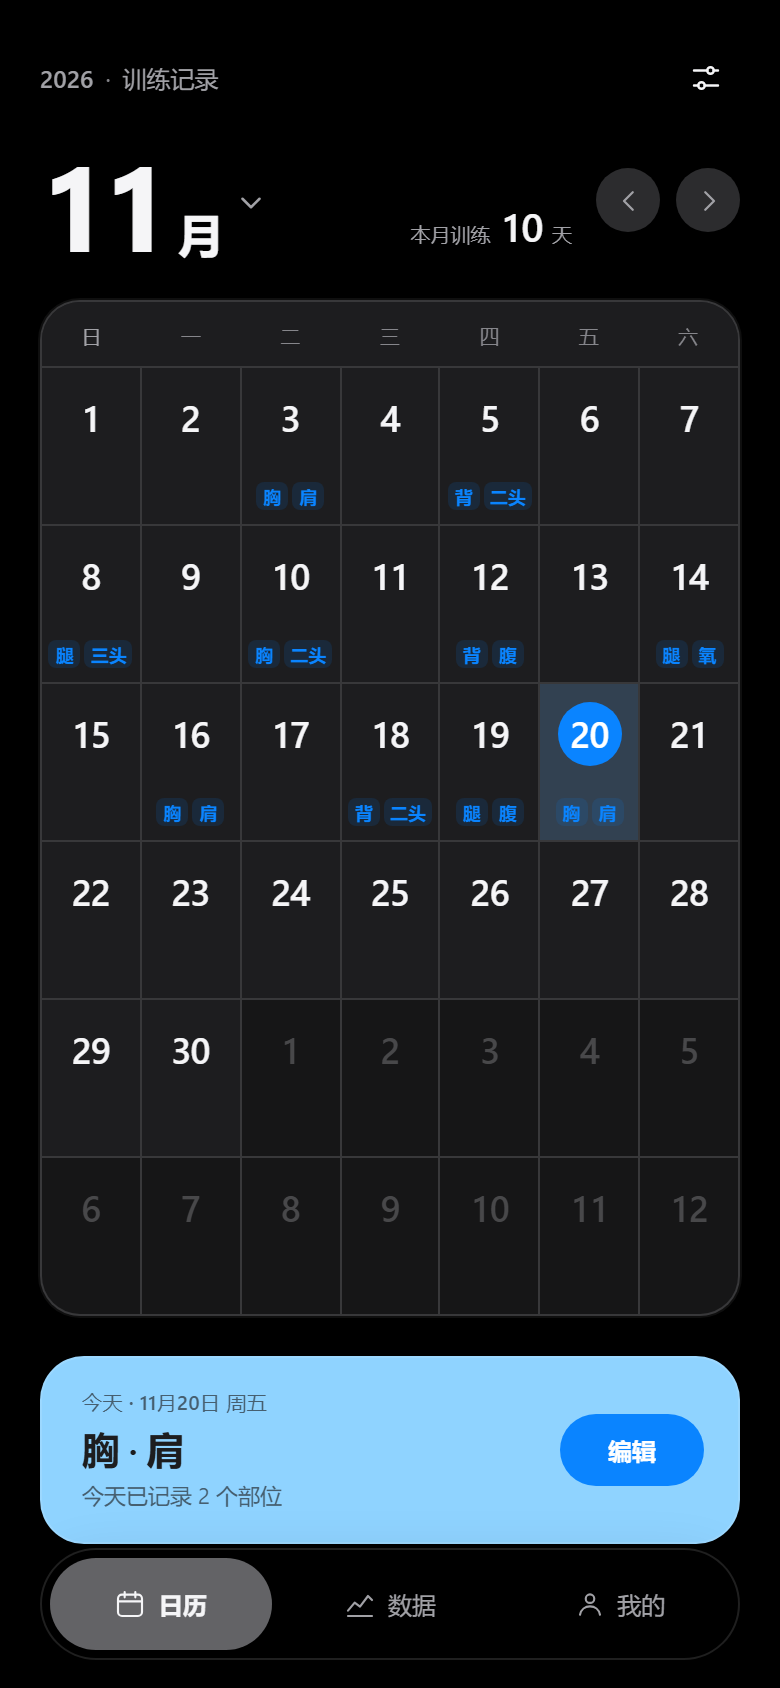 2026 · 训练记录
11月
本月训练 10 天
日 一 二 三 四 五 六
1 2 3 4 5 6 7
胸 肩 背 二头
8 9 10 11 12 13 14
腿 三头 胸 二头 背 腹 腿 氧
15 16 17 18 19 20 21
胸 肩 背 二头 腿 腹 胸 肩
22 23 24 25 26 27 28
29 30 1 2 3 4 5
6 7 8 9 10 11 12
今天 · 11月20日 周五
胸 · 肩
编辑
今天已记录 2 个部位
日历 数据 我的